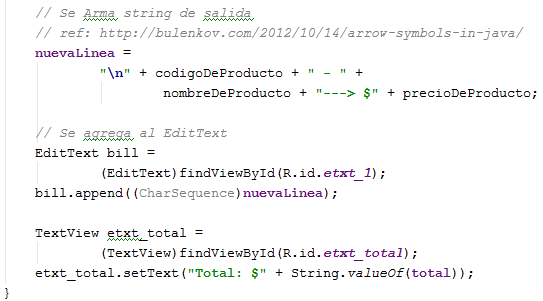 // Se Arma string de salida
// ref: http://bulenkov.com/2012/10/14/arrow-symbols-in-java/
nuevaLinea =
"\n" + codigoDeProducto + " - " +
nombreDeProducto + "---> $" + precioDeProducto;
// Se agrega al EditText
EditText bill =
(EditText)findViewById(R.id.etxt_1);
bill.append((CharSequence)nuevaLinea);
TextView etxt_total =
(TextView)findViewById(R.id.etxt_total);
etxt_total.setText("Total: $" + String.valueOf(total));
}